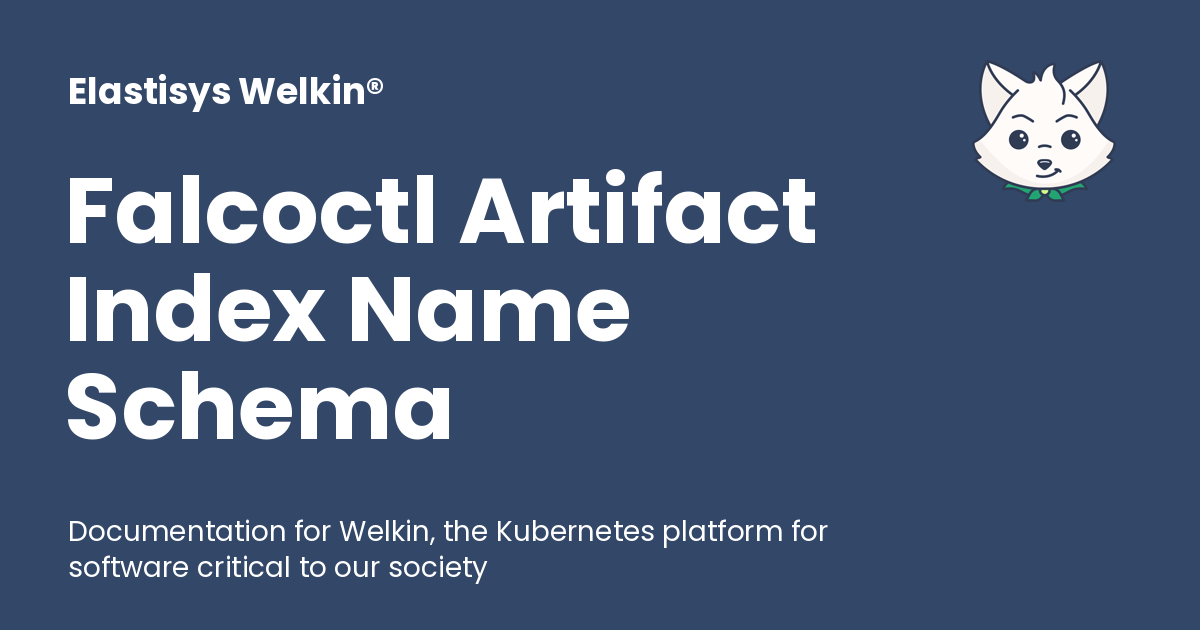 Elastisys Welkin®
Falcoctl Artifact
Index Name
Schema
Documentation for Welkin, the Kubernetes platform for
software critical to our society